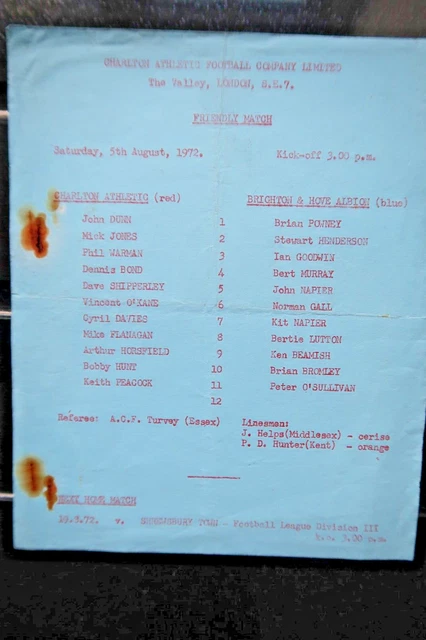 CHARLTON ATHLETIC FOOTBALL COMPANY LIMITED
The Valley, LONDON, S.E.7.
FRIENDLY MATCH
Saturday, 5th August, 1972. Kick-off 3.00 p.m.
CHARLTON ATHLETIC (red) BRIGHTON & HOVE ALBION (blue)
John DUNN 1 Brian POWNEY
Mick JONES 2 Stewart HENDERSON
Phil WARMAN 3 Ian GOODWIN
Dennis BOND 4 Bert MURRAY
Dave SHIPPERLEY 5 John NAPIER
Vincent O'KANE 6 Norman GALL
Cyril DAVIES 7 Kit NAPIER
Mike FLANAGAN 8 Bertie LUTTON
Arthur HORSFIELD 9 Ken BEAMISH
Bobby HUNT 10 Brian BROMLEY
Keith PEACOCK 11 Peter O'SULLIVAN
12
Referee: A.C.F. Turvey (Essex) Linesmen:
J. Helps(Middlesex) - cerise
P. D. Hunter(Kent) - orange
NEXT HOME MATCH
19.8.72. v. SHREWSBURY TOWN - Football League Division III
k.o. 3.00 p.m.